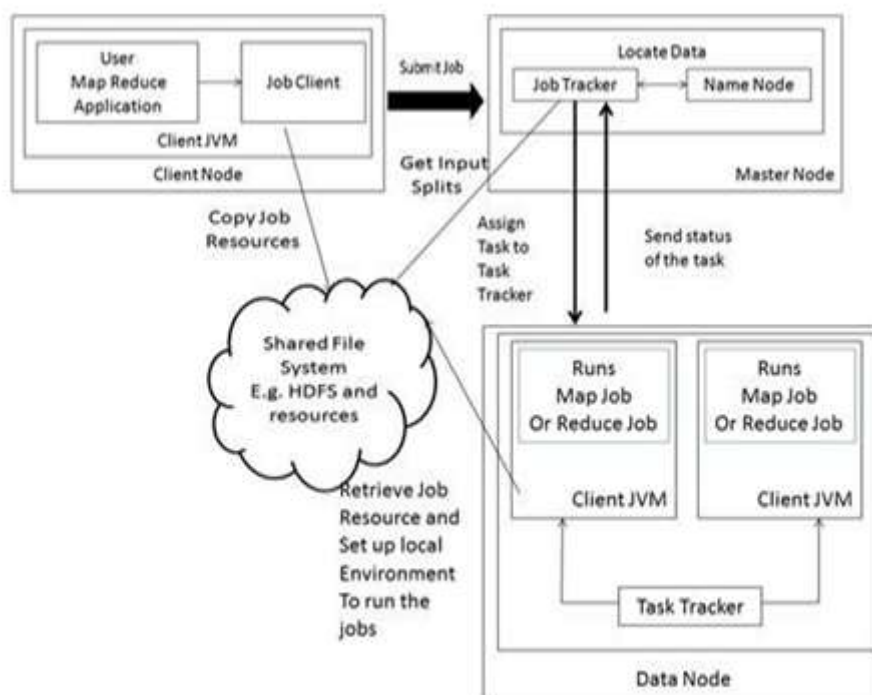 User
Map Reduce
Application
Job Client
Client JVM
Client Node
Submit Job
Locate Data
Job Tracker
Name Node
Master Node
Copy Job
Resources
Get Input
Splits
Assign
Task to
Task
Tracker
Send status
of the task
Shared File
System
E.g. HDFS and
resources
Retrieve Job
Resource and
Set up local
Environment
To run the
jobs
Runs
Map Job
Or Reduce Job
Client JVM
Runs
Map Job
Or Reduce Job
Client JVM
Task Tracker
Data Node